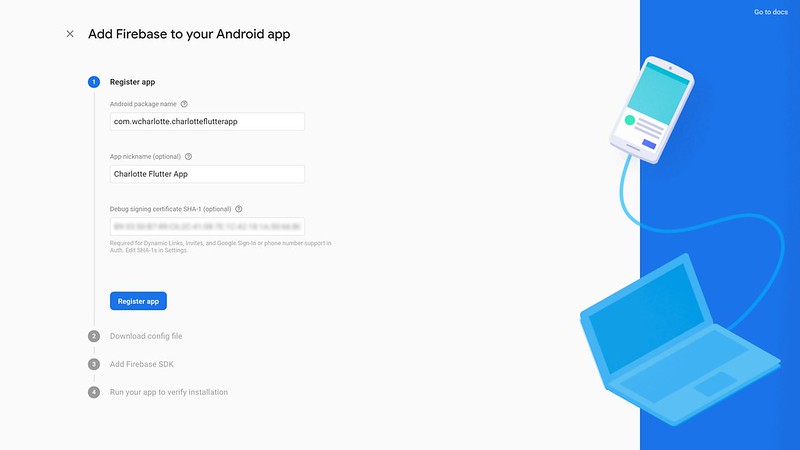 Go to docs
Add Firebase to your Android app
1 Register app
Android package name
com.wcharlotte.charlotteflutterapp
App nickname (optional)
Charlotte Flutter App
Debug signing certificate SHA-1 (optional)
Required for Dynamic Links, Invites, and Google Sign-In or phone number support in
Auth. Edit SHA-1s in Settings.
Register app
2 Download config file
3 Add Firebase SDK
4 Run your app to verify installation